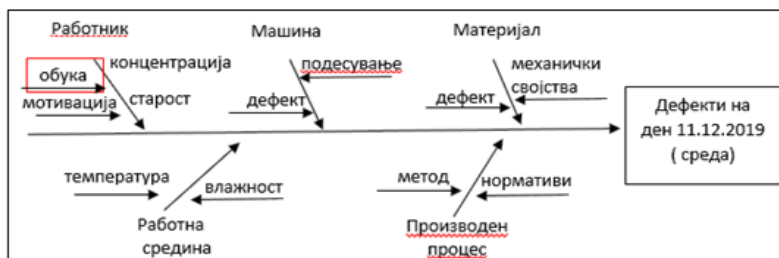 Работник
Машина
Материјал
концентрација
обука
мотивација
старост
подесување
дефект
механички
својства
дефект
Дефекти на
ден 11.12.2019
( среда)
температура
влажност
Работна
средина
метод
нормативи
Производен
процес